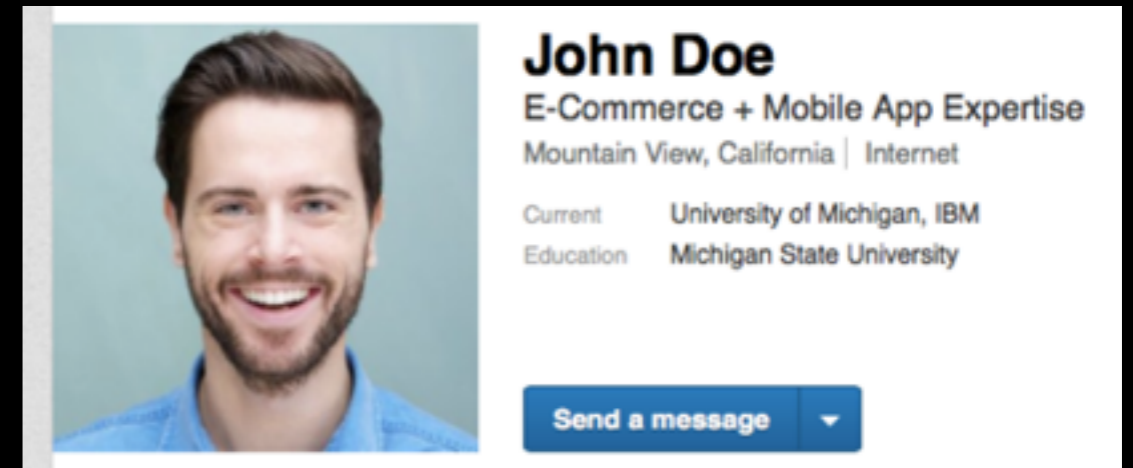 John Doe
E-Commerce + Mobile App Expertise
Mountain View, California | Internet
Current University of Michigan, IBM
Education Michigan State University
Send a message